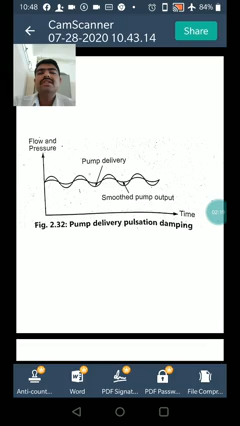 10:48
84%
CamScanner
07-28-2020 10.43.14
Share
Flow and
Pressure
Pump delivery
Smoothed pump output
Time
Fig. 2.32: Pump delivery pulsation damping
Anti-count...
Word
PDF Signat...
PDF Passw...
File Compr...